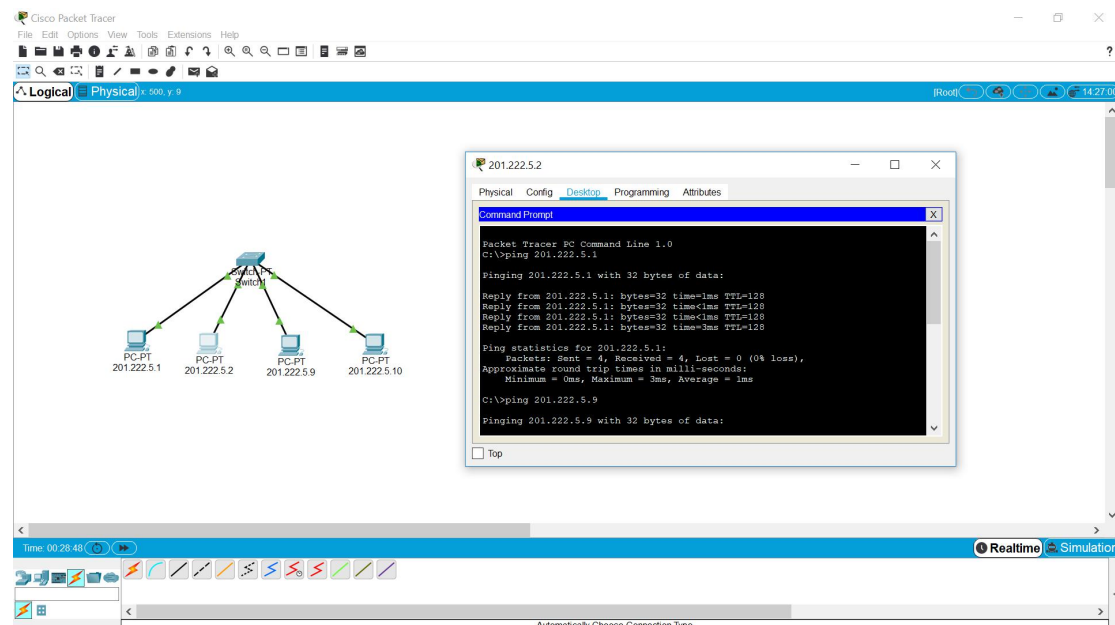 Cisco Packet Tracer
File Edit Options View Tools Extensions Help
?
Logical Physical x: 500, y: 9 [Root] 14:27:00
201.222.5.2
Physical Config Desktop Programming Attributes
Command Prompt X
Packet Tracer PC Command Line 1.0
C:\>ping 201.222.5.1
Pinging 201.222.5.1 with 32 bytes of data:
Reply from 201.222.5.1: bytes=32 time=1ms TTL=128
Reply from 201.222.5.1: bytes=32 time<1ms TTL=128
Reply from 201.222.5.1: bytes=32 time<1ms TTL=128
Reply from 201.222.5.1: bytes=32 time=3ms TTL=128
Ping statistics for 201.222.5.1:
Packets: Sent = 4, Received = 4, Lost = 0 (0% loss),
Approximate round trip times in milli-seconds:
Minimum = 0ms, Maximum = 3ms, Average = 1ms
C:\>ping 201.222.5.9
Pinging 201.222.5.9 with 32 bytes of data:
Top
Switch-PT
Switch1
PC-PT
201.222.5.1
PC-PT
201.222.5.2
PC-PT
201.222.5.9
PC-PT
201.222.5.10
Time: 00:28:48
Realtime Simulation
Automatically Choose Connection Type